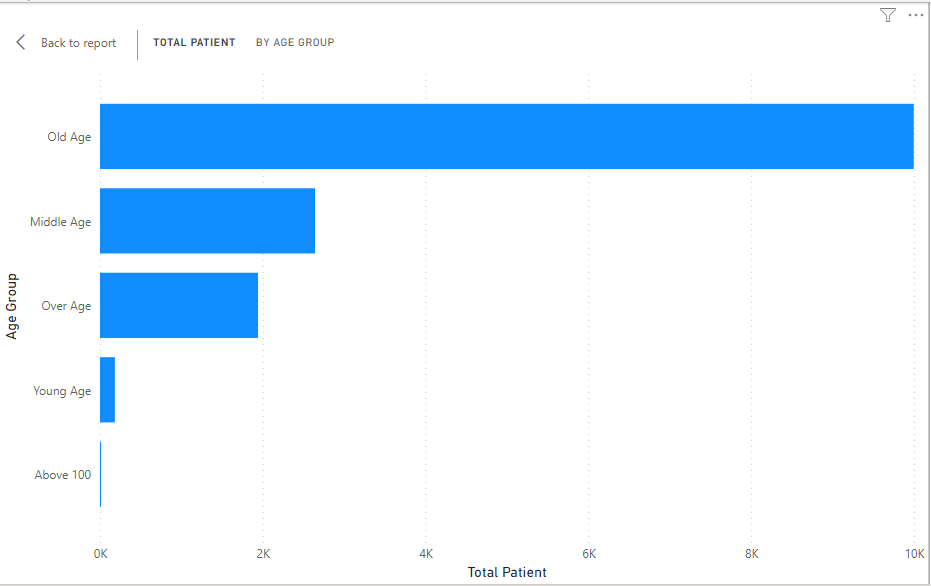 Back to report
TOTAL PATIENT
BY AGE GROUP
Age Group
Old Age
Middle Age
Over Age
Young Age
Above 100
0K 2K 4K 6K 8K 10K
Total Patient